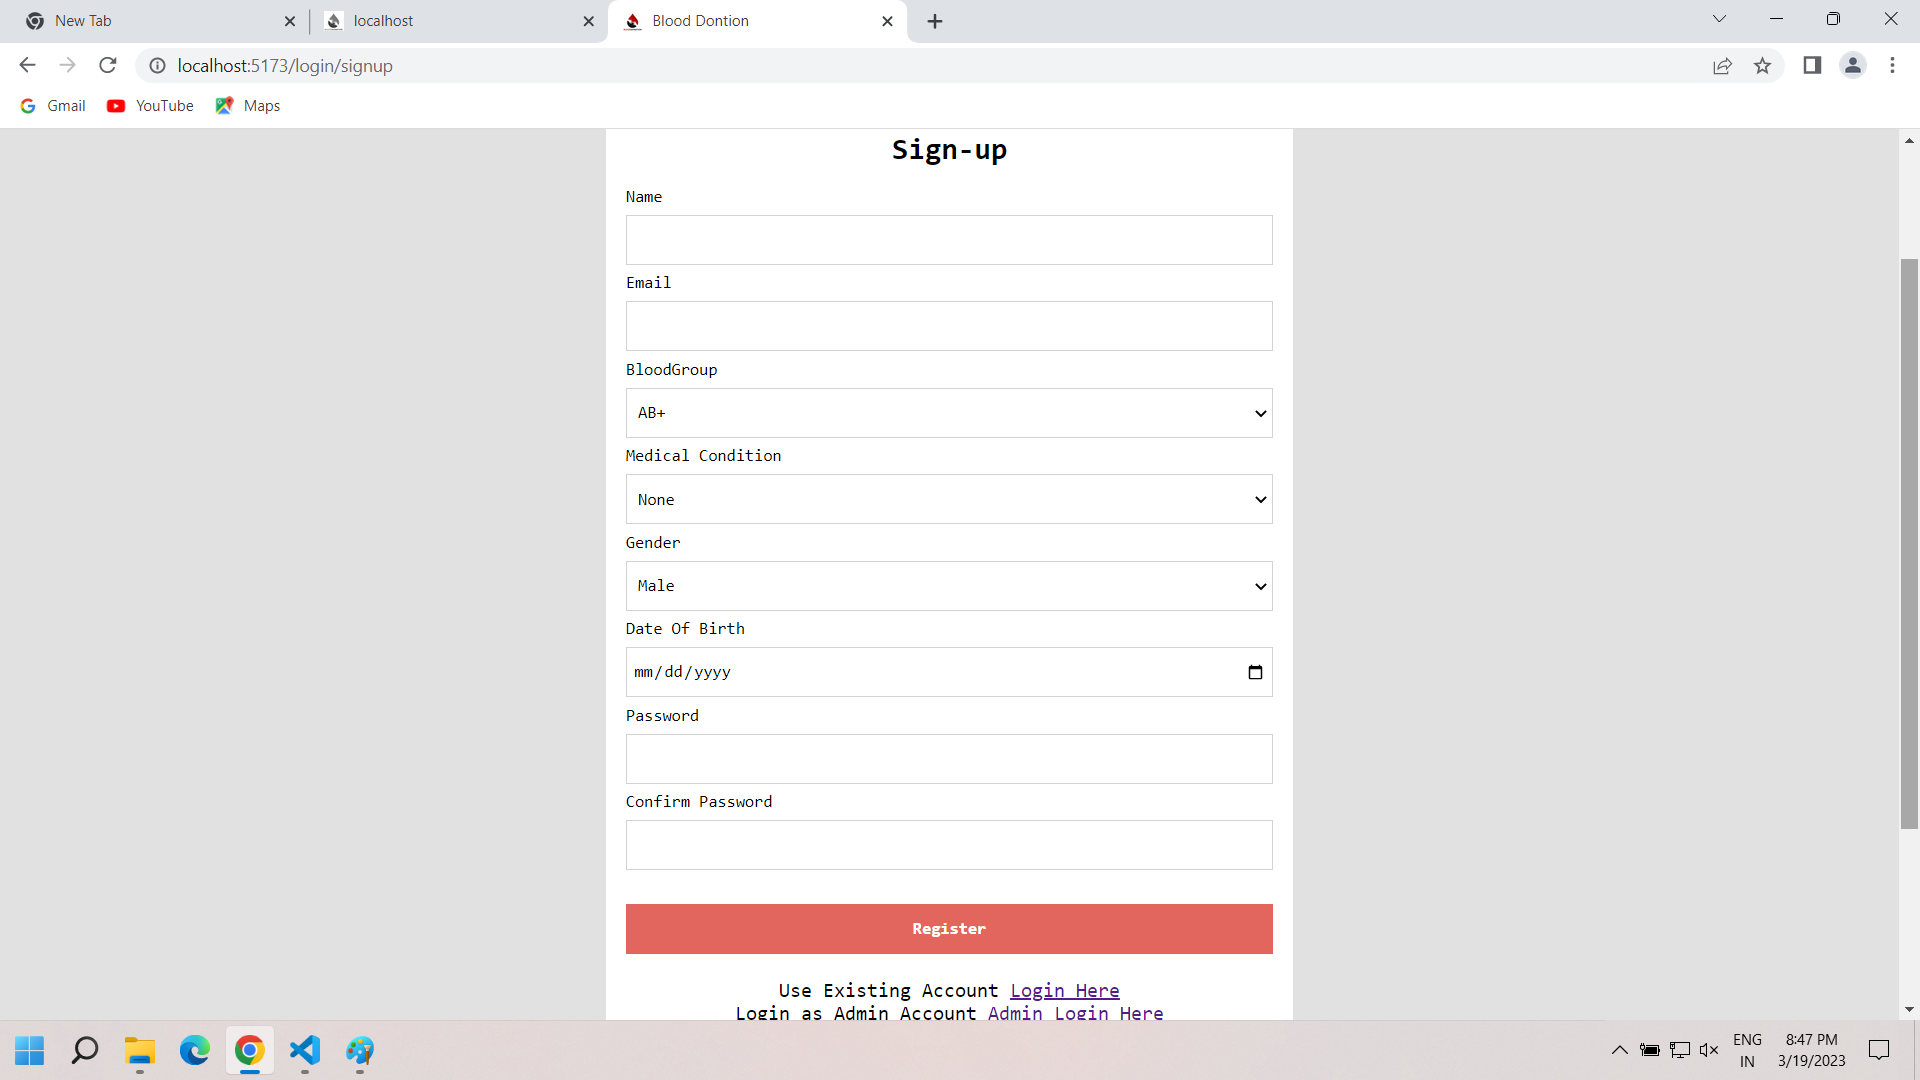 New Tab
localhost
Blood Dontion
localhost:5173/login/signup
Gmail
YouTube
Maps
Sign-up
Name
Email
BloodGroup
AB+
Medical Condition
None
Gender
Male
Date Of Birth
mm/dd/yyyy
Password
Confirm Password
Register
Use Existing Account Login Here
Login as Admin Account Admin Login Here
ENG
IN
8:47 PM
3/19/2023